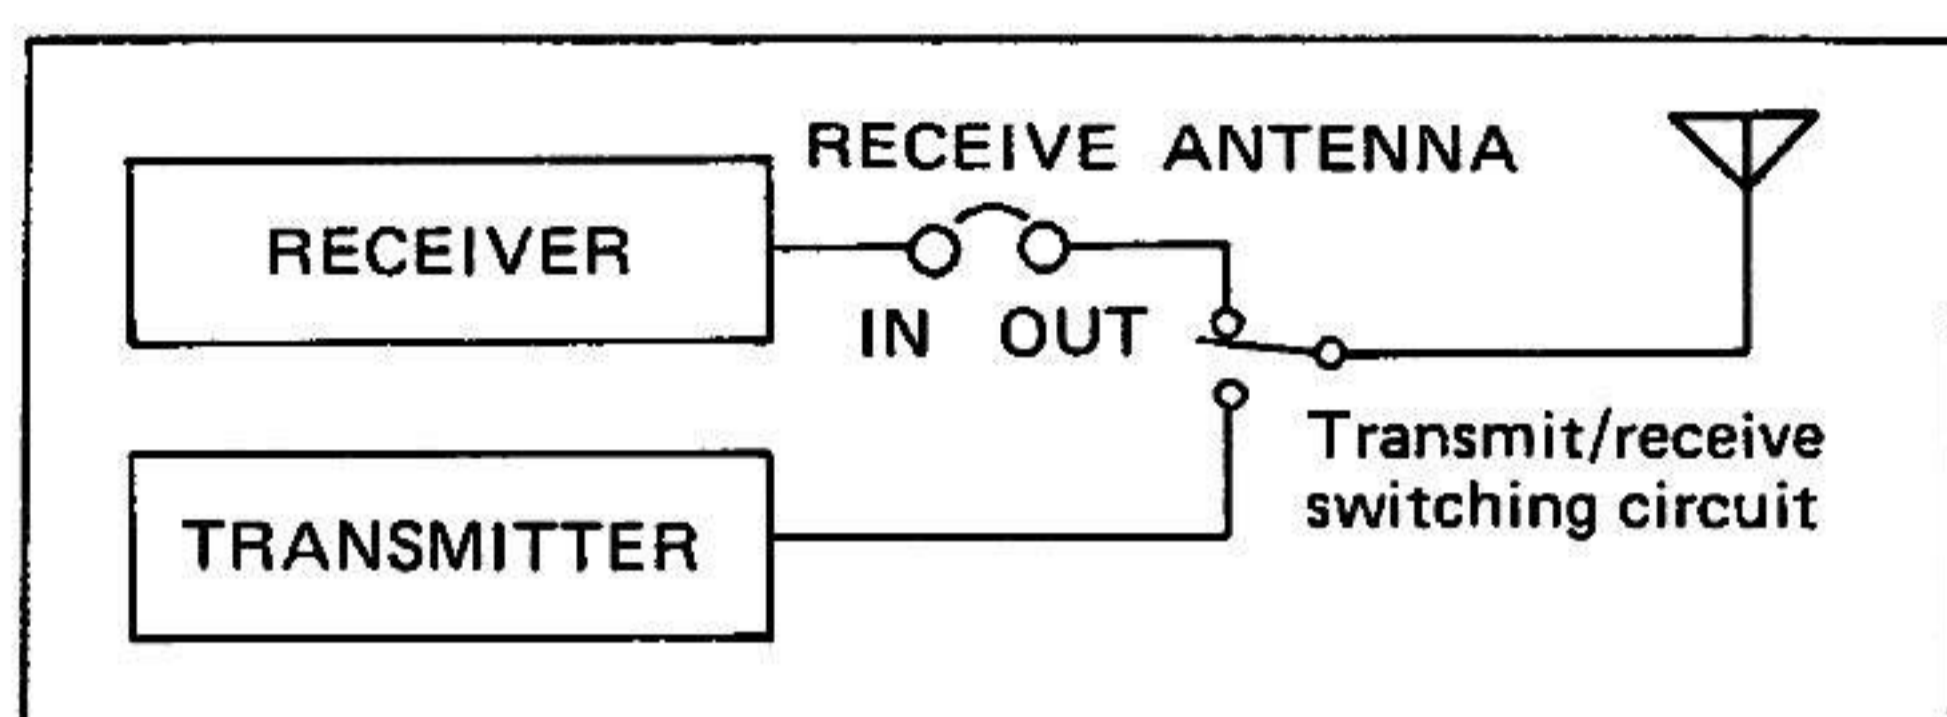 RECEIVE ANTENNA
RECEIVER
IN OUT
Transmit/receive
switching circuit
TRANSMITTER